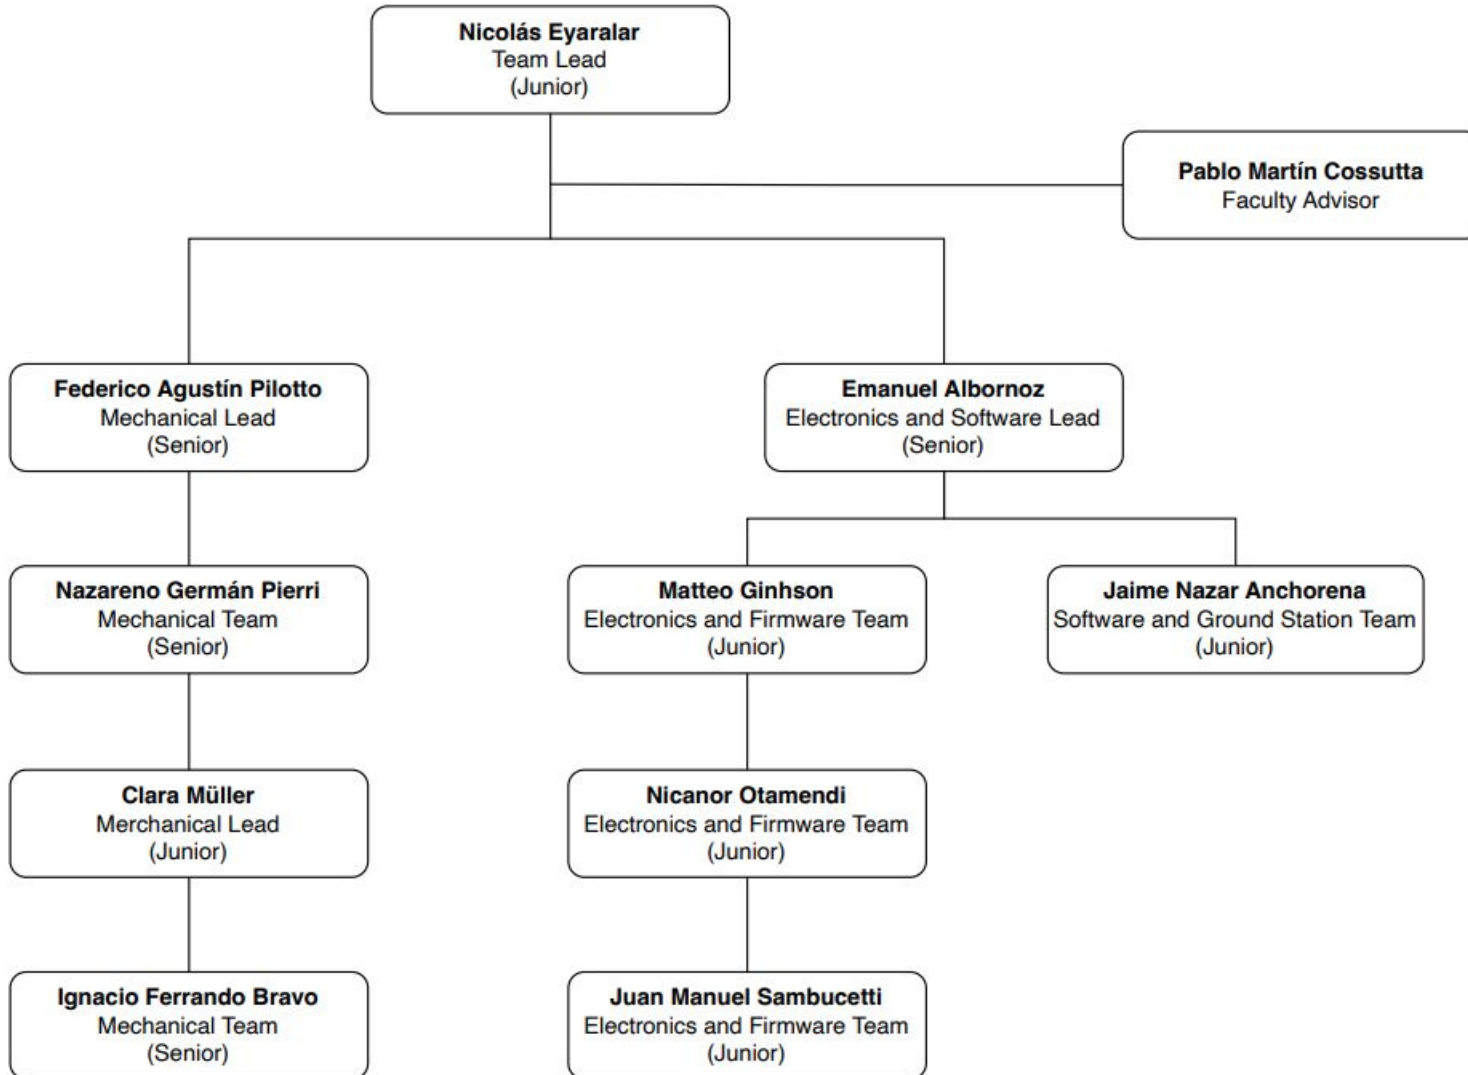 Nicolás Eyaralar
Team Lead
(Junior)
Pablo Martín Cossutta
Faculty Advisor
Federico Agustín Pilotto
Mechanical Lead
(Senior)
Emanuel Albornoz
Electronics and Software Lead
(Senior)
Nazareno Germán Pierri
Mechanical Team
(Senior)
Matteo Ginhson
Electronics and Firmware Team
(Junior)
Jaime Nazar Anchorena
Software and Ground Station Team
(Junior)
Clara Müller
Merchanical Lead
(Junior)
Nicanor Otamendi
Electronics and Firmware Team
(Junior)
Ignacio Ferrando Bravo
Mechanical Team
(Senior)
Juan Manuel Sambucetti
Electronics and Firmware Team
(Junior)